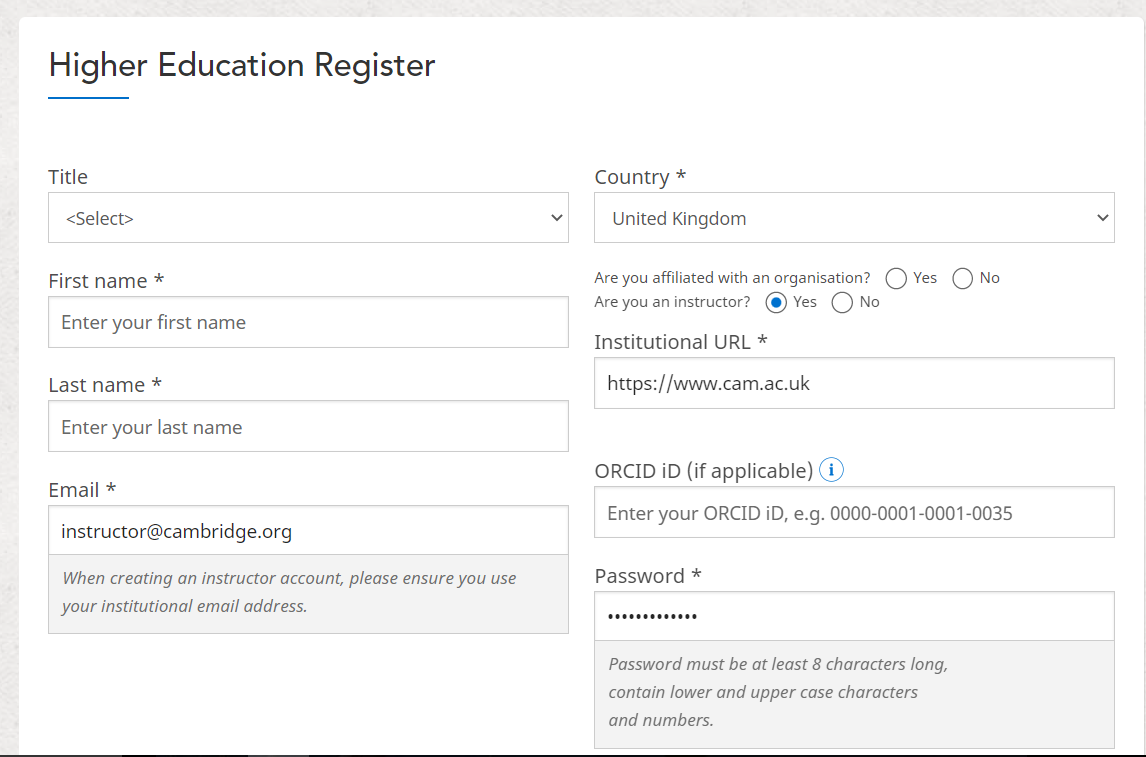 Higher Education Register
Title
<Select>
First name *
Enter your first name
Last name *
Enter your last name
Email *
instructor@cambridge.org
When creating an instructor account, please ensure you use
your institutional email address.
Country *
United Kingdom
Are you affiliated with an organisation? Yes No
Are you an instructor? Yes No
Institutional URL *
https://www.cam.ac.uk
ORCID iD (if applicable) i
Enter your ORCID iD, e.g. 0000-0001-0001-0035
Password *
•••••••••••••
Password must be at least 8 characters long,
contain lower and upper case characters
and numbers.